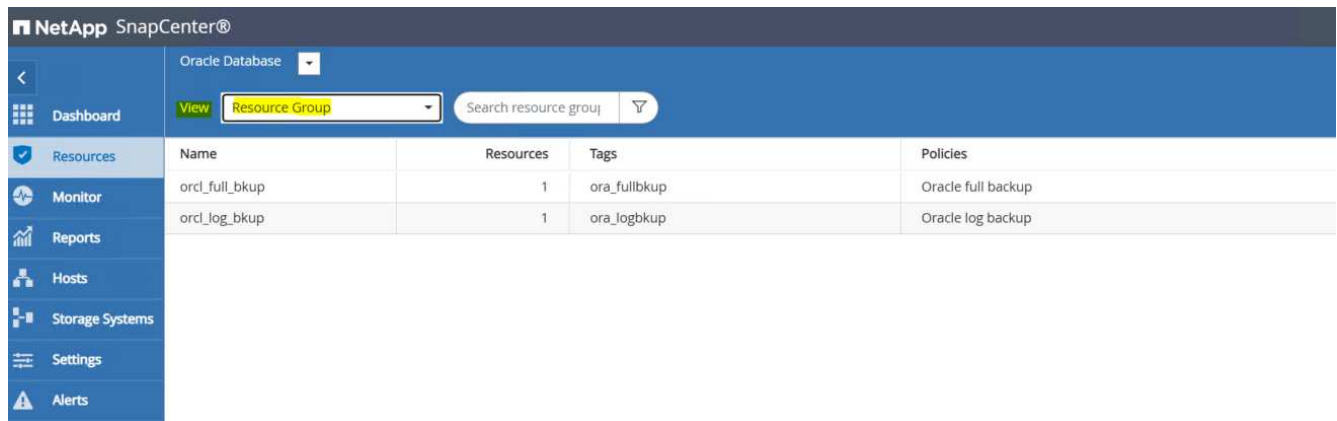 NetApp SnapCenter®
Oracle Database
View Resource Group Search resource group
Dashboard
Resources
Monitor
Reports
Hosts
Storage Systems
Settings
Alerts
Name Resources Tags Policies
orcl_full_bkup 1 ora_fullbkup Oracle full backup
orcl_log_bkup 1 ora_logbkup Oracle log backup